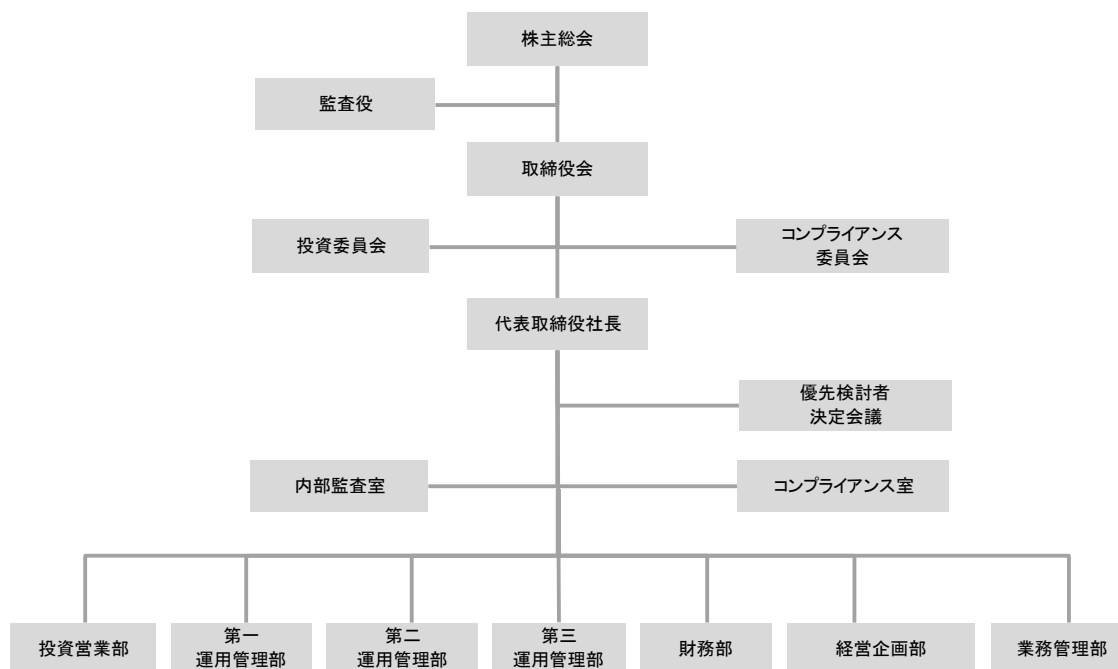 株主総会
監査役
取締役会
投資委員会
コンプライアンス
委員会
代表取締役社長
優先検討者
決定会議
内部監査室
コンプライアンス室
投資営業部
第一
運用管理部
第二
運用管理部
第三
運用管理部
財務部
経営企画部
業務管理部